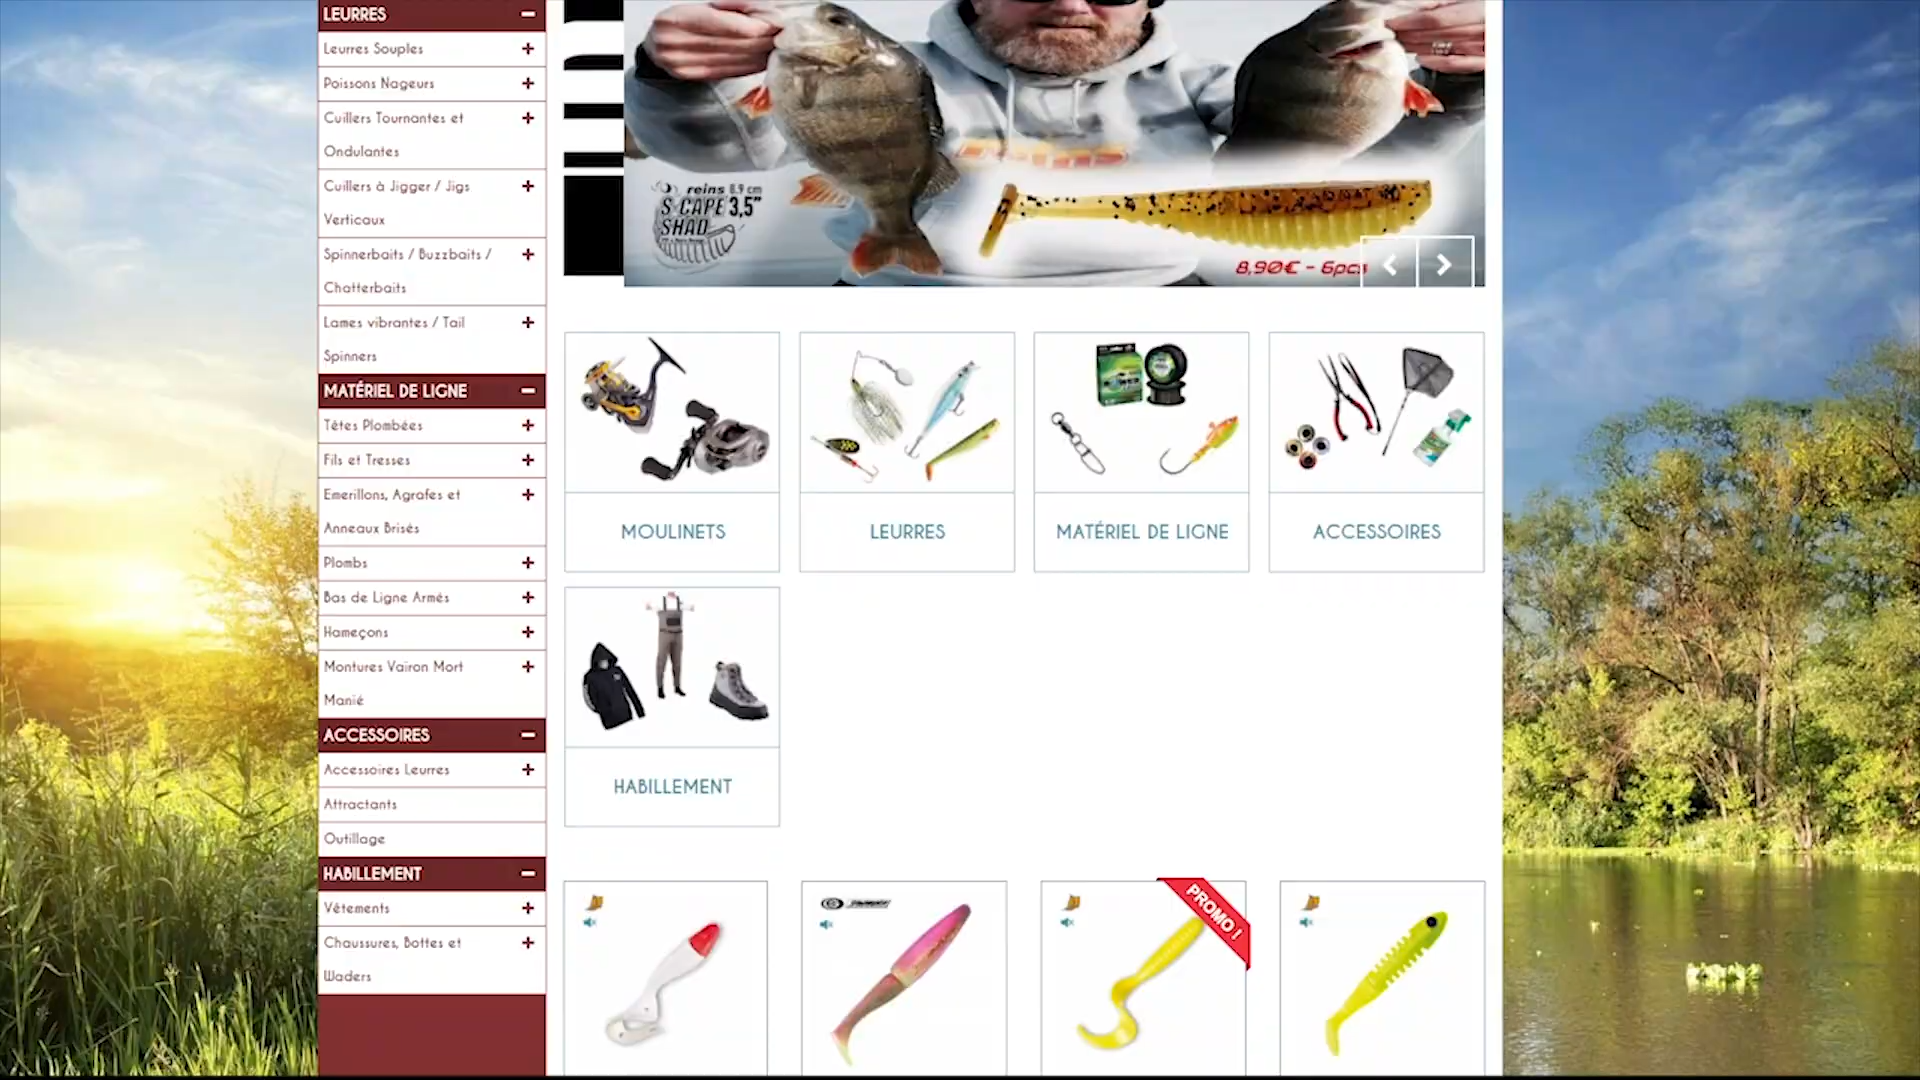 LEURRES
Leurres Souples
Poissons Nageurs
Cuillers Tournantes et
Ondulantes
Cuillers à Jigger / Jigs
Verticaux
Spinnerbaits / Buzzbaits /
Chatterbaits
Lames vibrantes / Tail
Spinners
MATÉRIEL DE LIGNE
Têtes Plombées
Fils et Tresses
Emerillons, Agrafes et
Anneaux Brisés
Plombs
Bas de Ligne Armés
Hameçons
Montures Vairon Mort
Manié
ACCESSOIRES
Accessoires Leurres
Attractants
Outillage
HABILLEMENT
Vêtements
Chaussures, Bottes et
Waders
reins 8.9 cm
S-CAPE 3,5"
SHAD
8,90€ - 6pcs
MOULINETS
LEURRES
MATÉRIEL DE LIGNE
ACCESSOIRES
HABILLEMENT
PROMO !